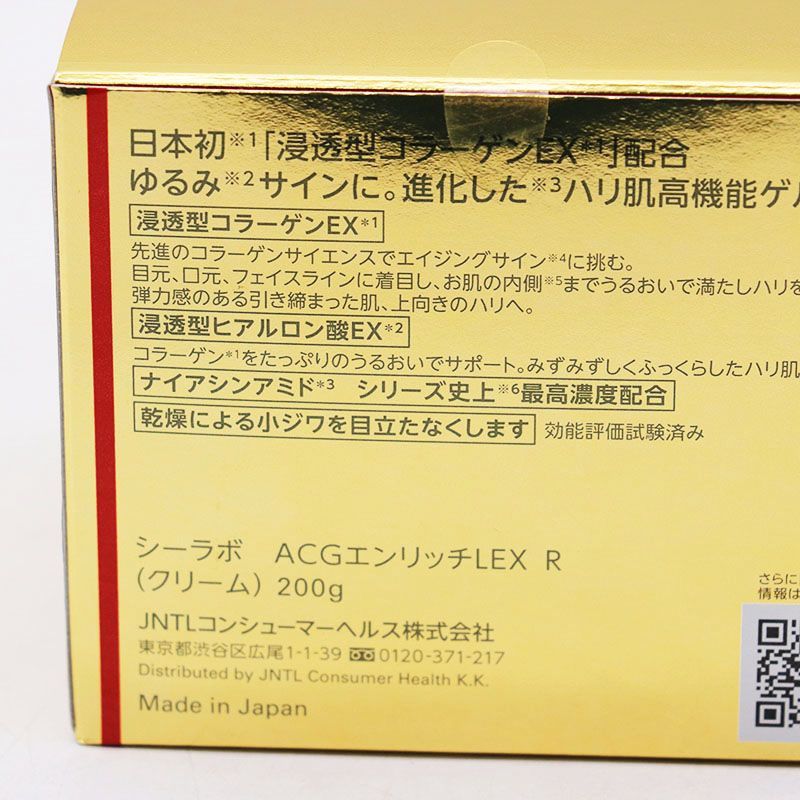 日本初※1「浸透型コラーゲンEX※1」配合
ゆるみ※2サインに。進化した※3ハリ肌高機能ゲル
浸透型コラーゲンEX※1
先進のコラーゲンサイエンスでエイジングサイン※4に挑む。
目元、口元、フェイスラインに着目し、お肌の内側※5までうるおいで満たしハリを
弾力感のある引き締まった肌、上向きのハリへ。
浸透型ヒアルロン酸EX※2
コラーゲン※1をたっぷりのうるおいでサポート。みずみずしくふっくらしたハリ肌
ナイアシンアミド※3 シリーズ史上※6最高濃度配合
乾燥による小ジワを目立たなくします 効能評価試験済み
シーラボ ACGエンリッチLEX R
(クリーム) 200g
JNTLコンシューマーヘルス株式会社
東京都渋谷区広尾1-1-39 0120-371-217
Distributed by JNTL Consumer Health K.K.
Made in Japan
さらに
情報は